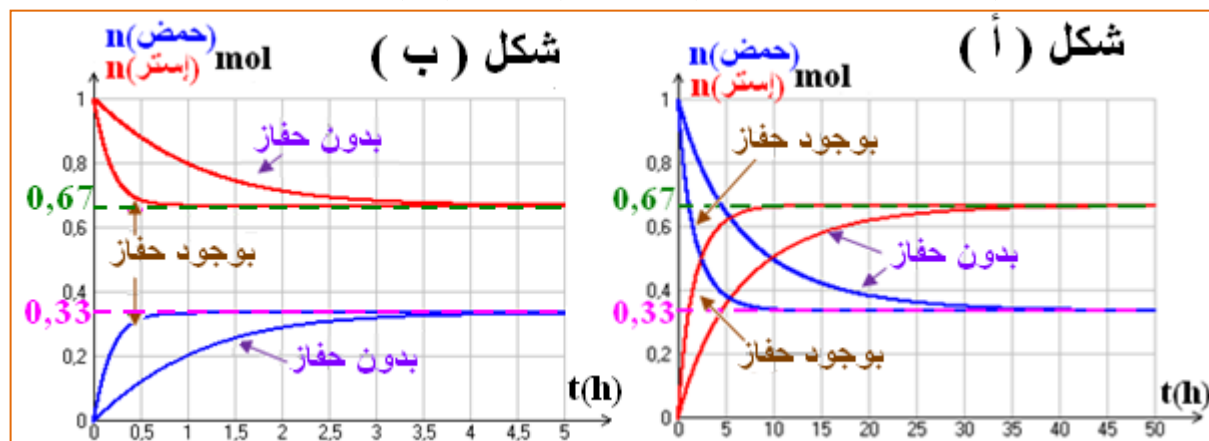 شكل ( أ )
n(حمض)
n(إستر) mol
1
0,8
0,67
0,6
0,4
0,33
0,2
0
بوجود حفاز
بدون حفاز
بوجود حفاز
t(h)
0 5 10 15 20 25 30 35 40 45 50
شكل ( ب )
n(حمض)
n(إستر) mol
1
0,8
0,67
0,6
0,4
0,33
0,2
0
بدون حفاز
بوجود حفاز
بدون حفاز
t(h)
0 0,5 1 1,5 2 2,5 3 3,5 4 4,5 5